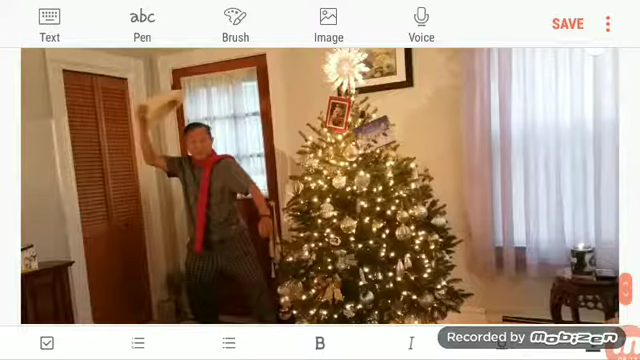 Text
Pen
Brush
Image
Voice
SAVE
B
I
Recorded by MOBIZEN